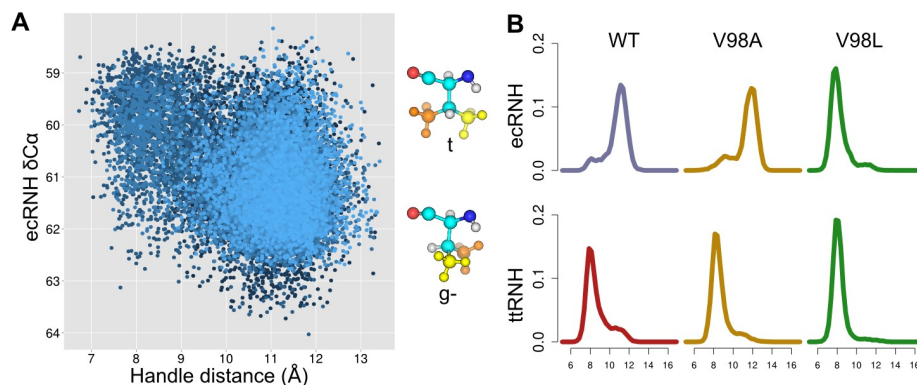 A
ecRNH δCα
59
60
61
62
63
64
7 8 9 10 11 12 13
Handle distance (Å)
t
g-
B
WT V98A V98L
ecRNH
0.2
0.1
0.0
ttRNH
0.2
0.1
0.0
6 8 10 12 14 16 6 8 10 12 14 16 6 8 10 12 14 16